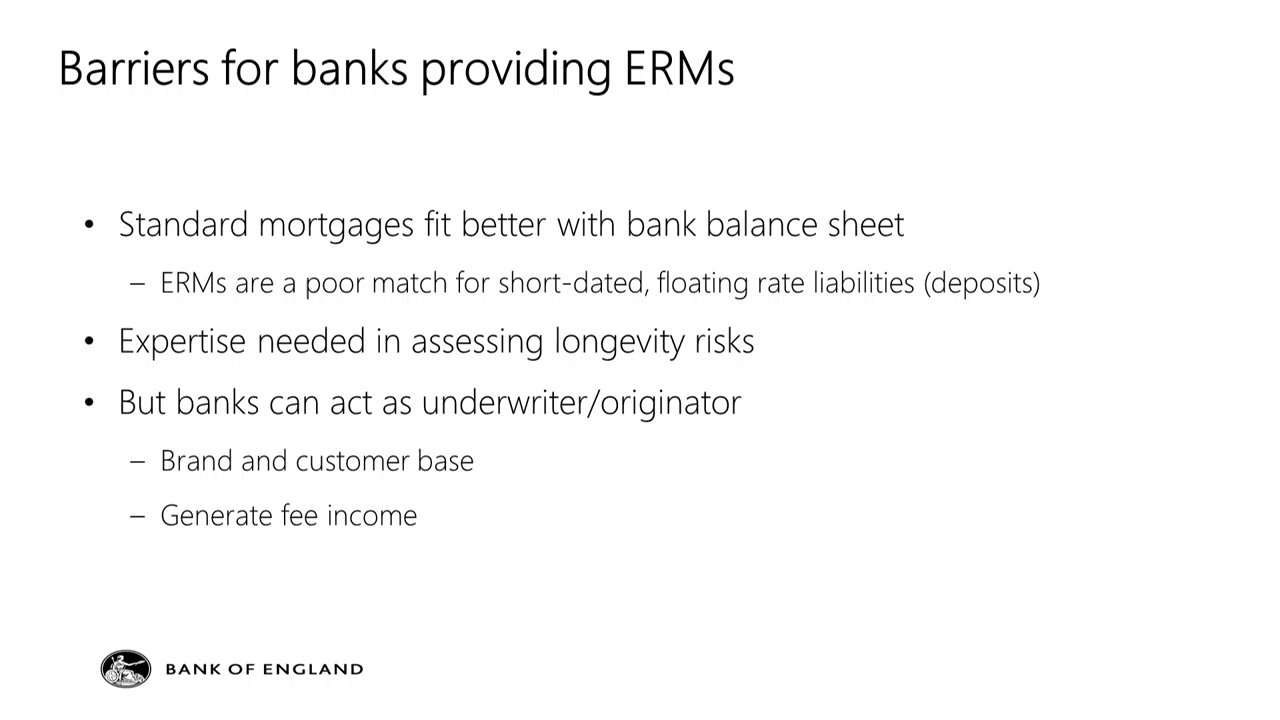 Barriers for banks providing ERMs
• Standard mortgages fit better with bank balance sheet
– ERMs are a poor match for short-dated, floating rate liabilities (deposits)
• Expertise needed in assessing longevity risks
• But banks can act as underwriter/originator
– Brand and customer base
– Generate fee income
BANK OF ENGLAND